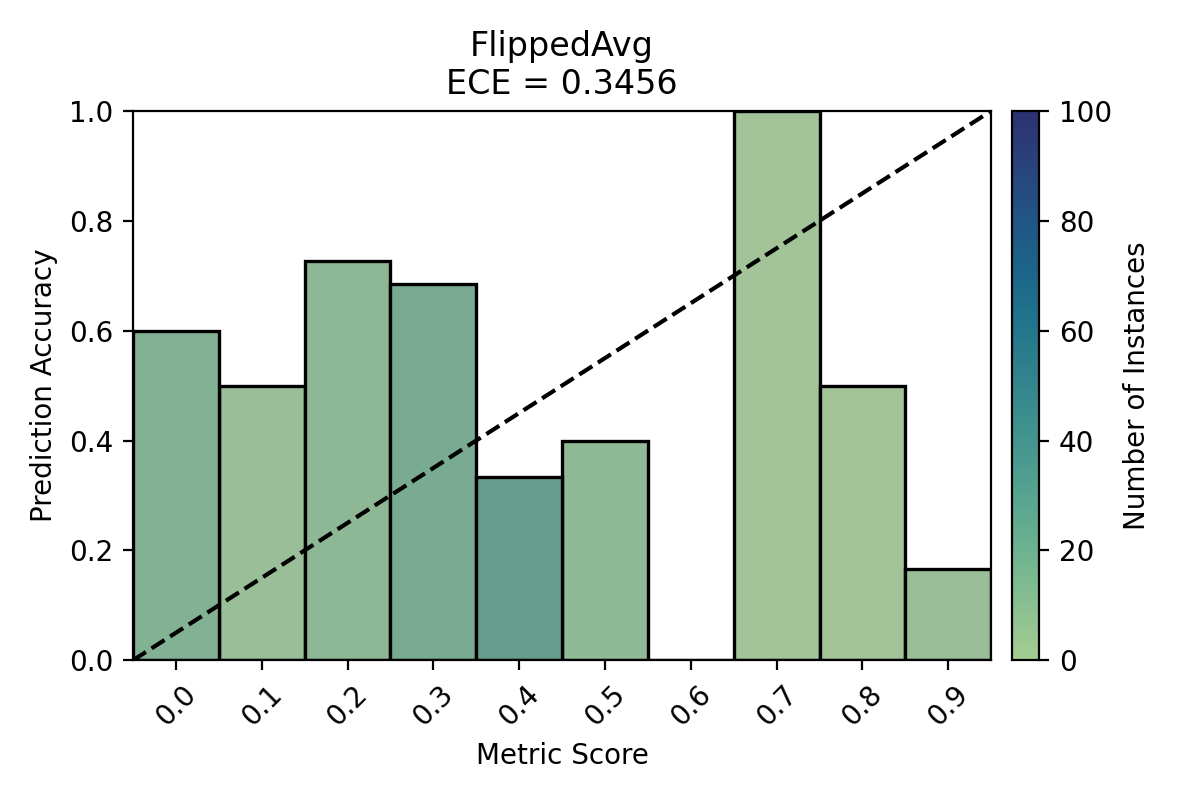 FlippedAvg
ECE = 0.3456
Prediction Accuracy
1.0
0.8
0.6
0.4
0.2
0.0
0.0 0.1 0.2 0.3 0.4 0.5 0.6 0.7 0.8 0.9
Metric Score
100
80
60
40
20
0
Number of Instances